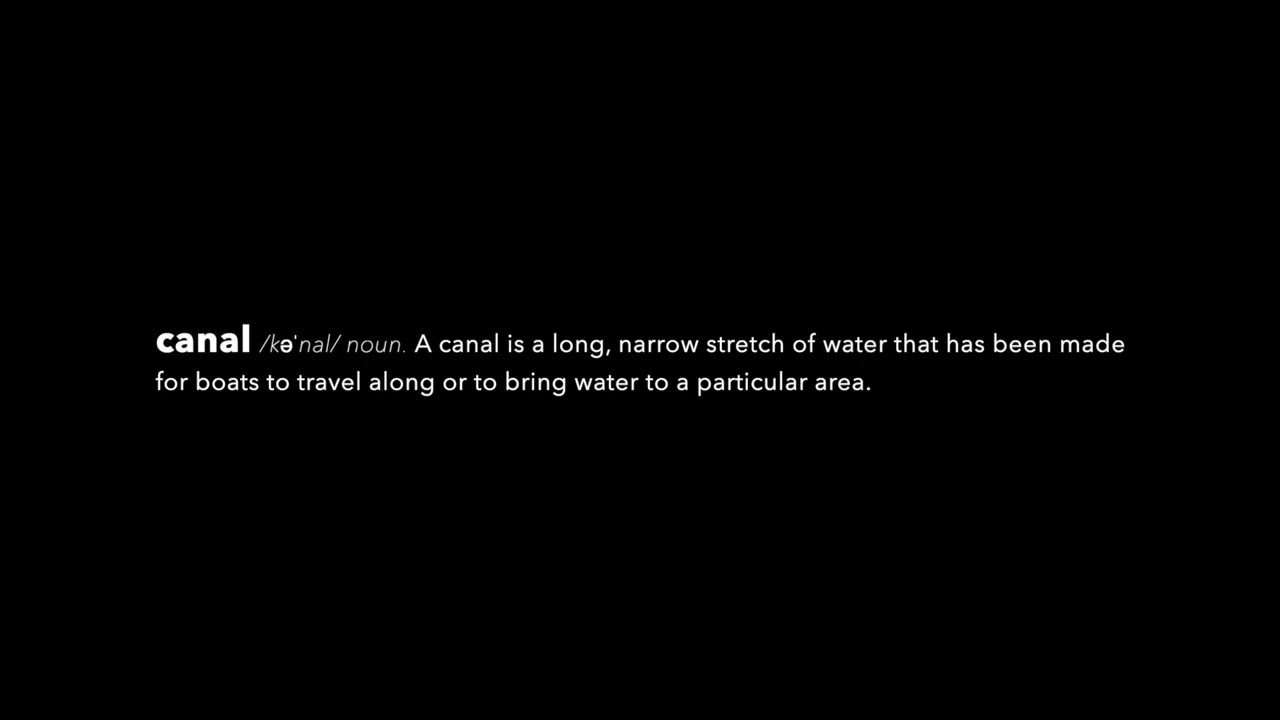 canal /kəˈnal/ noun. A canal is a long, narrow stretch of water that has been made
for boats to travel along or to bring water to a particular area.